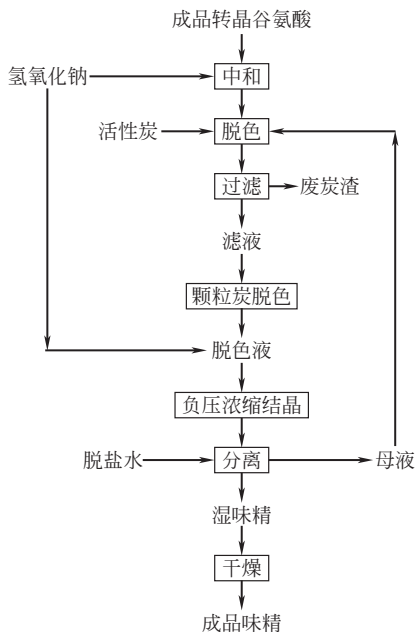 成品转晶谷氨酸
氢氧化钠
中和
活性炭
脱色
过滤
废炭渣
滤液
颗粒炭脱色
脱色液
负压浓缩结晶
脱盐水
分离
母液
湿味精
干燥
成品味精